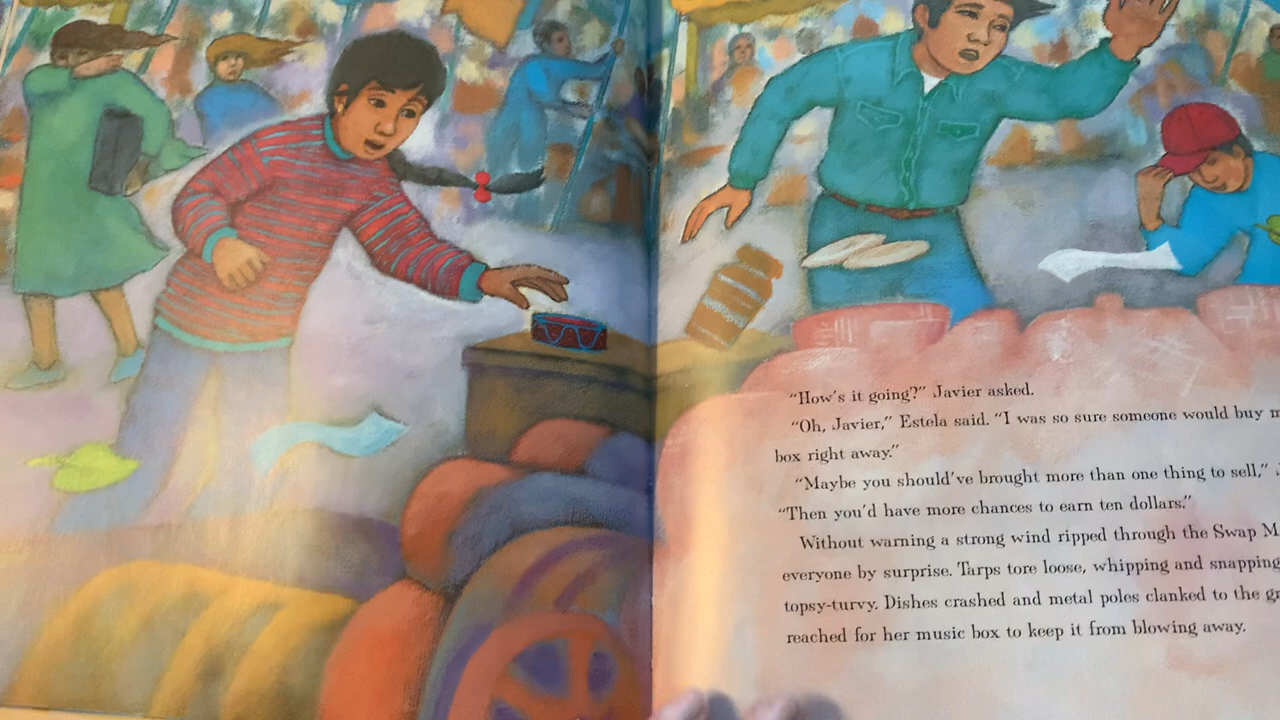 “How’s it going?” Javier asked.
“Oh, Javier,” Estela said. “I was so sure someone would buy
box right away.”
“Maybe you should’ve brought more than one thing to sell,”
“Then you’d have more chances to earn ten dollars.”
Without warning a strong wind ripped through the Swap
everyone by surprise. Tarps tore loose, whipping and snapping
topsy-turvy. Dishes crashed and metal poles clanked to the
reached for her music box to keep it from blowing away.